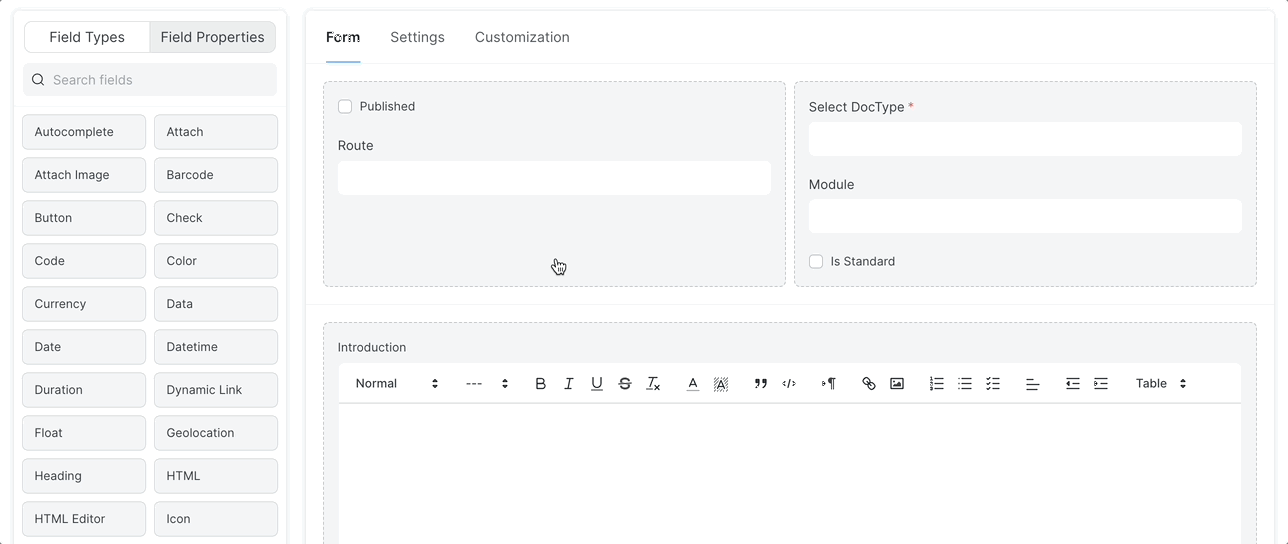 Field Types Field Properties
Search fields
Autocomplete Attach
Attach Image Barcode
Button Check
Code Color
Currency Data
Date Datetime
Duration Dynamic Link
Float Geolocation
Heading HTML
HTML Editor Icon
Form Settings Customization
Published
Route
Select DocType *
Module
Is Standard
Introduction
Normal --- B I U S Tx A A " </> ¶ Table